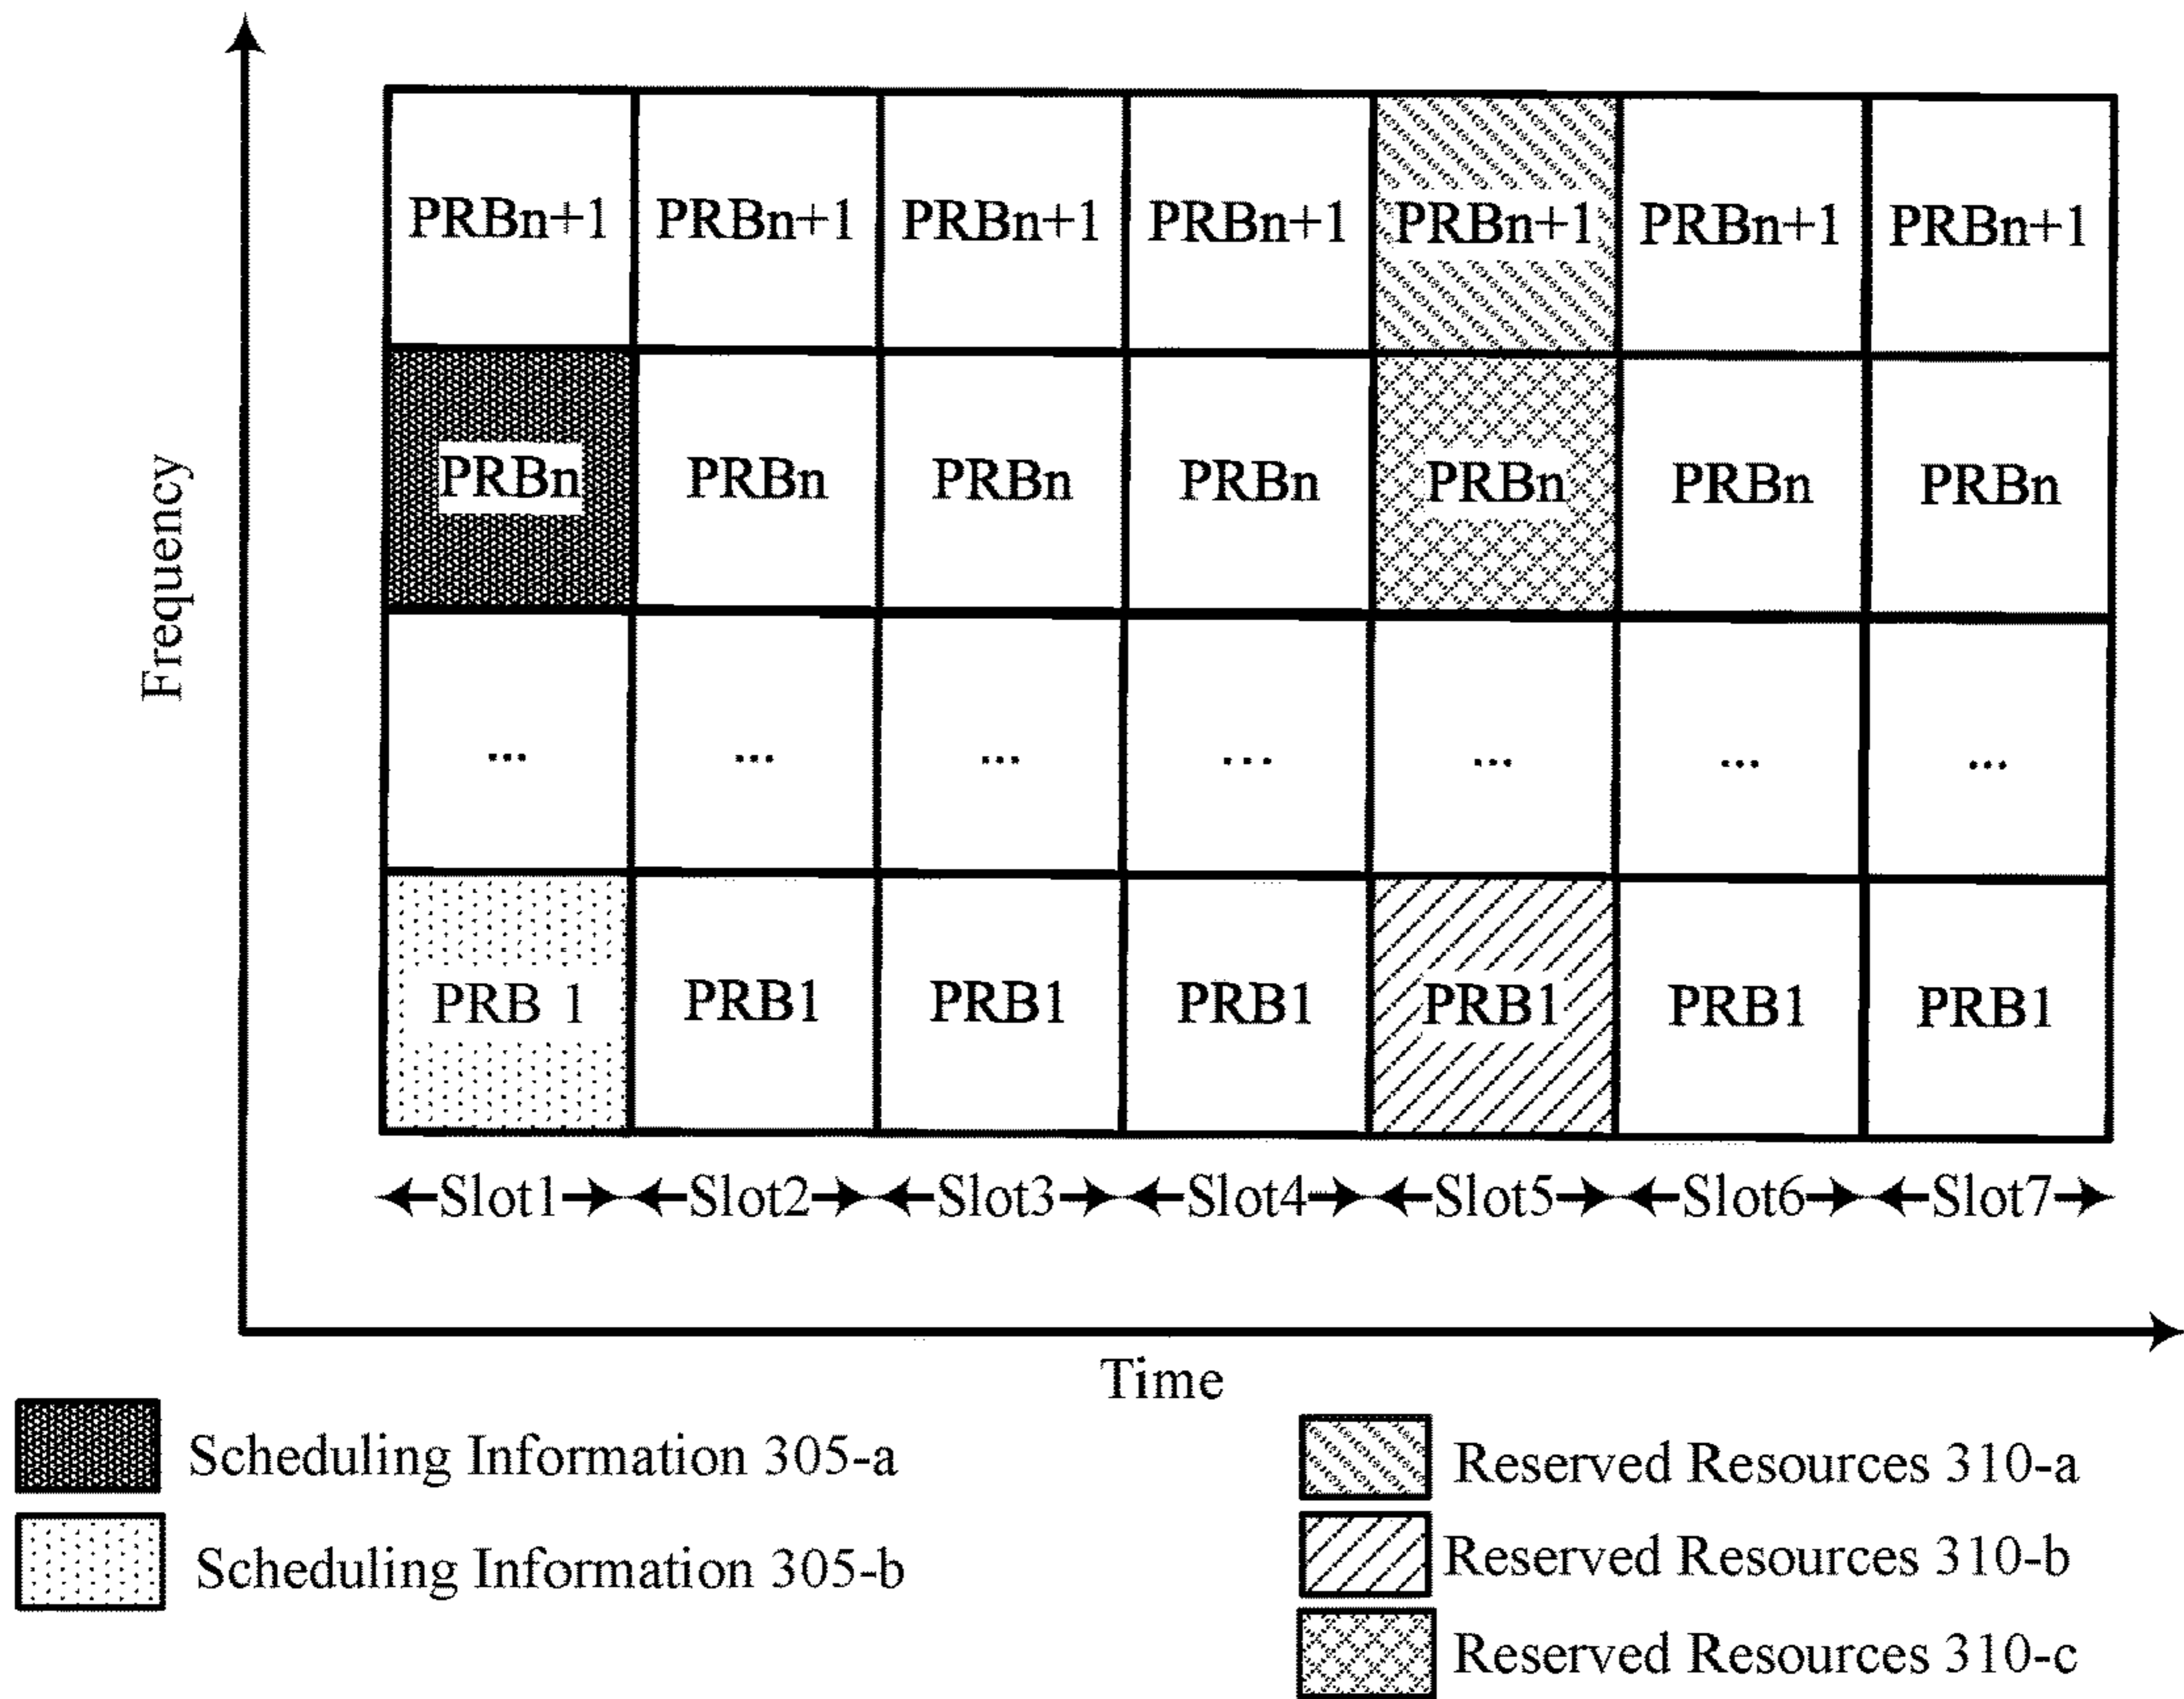 PRBn+1 PRBn+1 PRBn+1 PRBn+1 PRBn+1 PRBn+1 PRBn+1
PRBn PRBn PRBn PRBn PRBn PRBn PRBn
... ... ... ... ... ... ...
PRB 1 PRB1 PRB1 PRB1 PRB1 PRB1 PRB1
Slot1 Slot2 Slot3 Slot4 Slot5 Slot6 Slot7
Frequency
Time
Scheduling Information 305-a
Scheduling Information 305-b
Reserved Resources 310-a
Reserved Resources 310-b
Reserved Resources 310-c